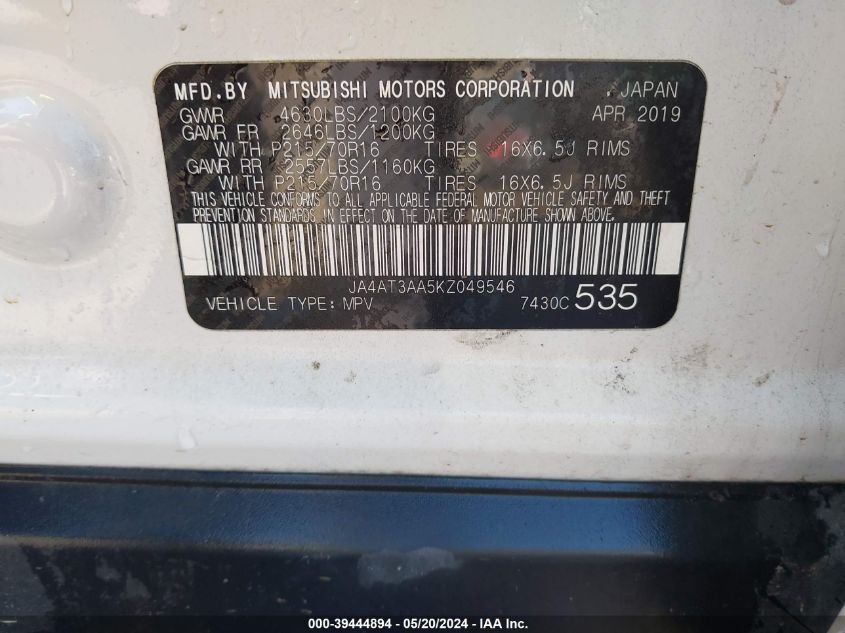 MFD.BY MITSUBISHI MOTORS CORPORATION , JAPAN
GVWR 4630LBS/2100KG APR 2019
GAWR FR 2646LBS/1200KG
WITH P215/70R16 TIRES 16X6.5J RIMS
GAWR RR 2557LBS/1160KG
WITH P215/70R16 TIRES 16X6.5J RIMS
THIS VEHICLE CONFORMS TO ALL APPLICABLE FEDERAL MOTOR VEHICLE SAFETY AND THEFT
PREVENTION STANDARDS IN EFFECT ON THE DATE OF MANUFACTURE SHOWN ABOVE.
JA4AT3AA5KZ049546
VEHICLE TYPE: MPV 7430C 535
000-39444894 - 05/20/2024 - IAA Inc.